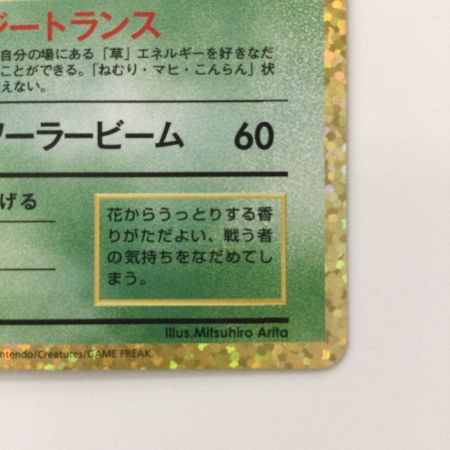 ジートランス
自分の場にある「草」エネルギーを好きなだ
ことができる。「ねむり・マヒ・こんらん」状
えない。
ソーラービーム 60
げる
花からうっとりする香
りがただよい、戦う者
の気持ちをなだめてし
まう。
Illus.Mitsuhiro Arita
ntendo/Creatures/GAME FREAK.